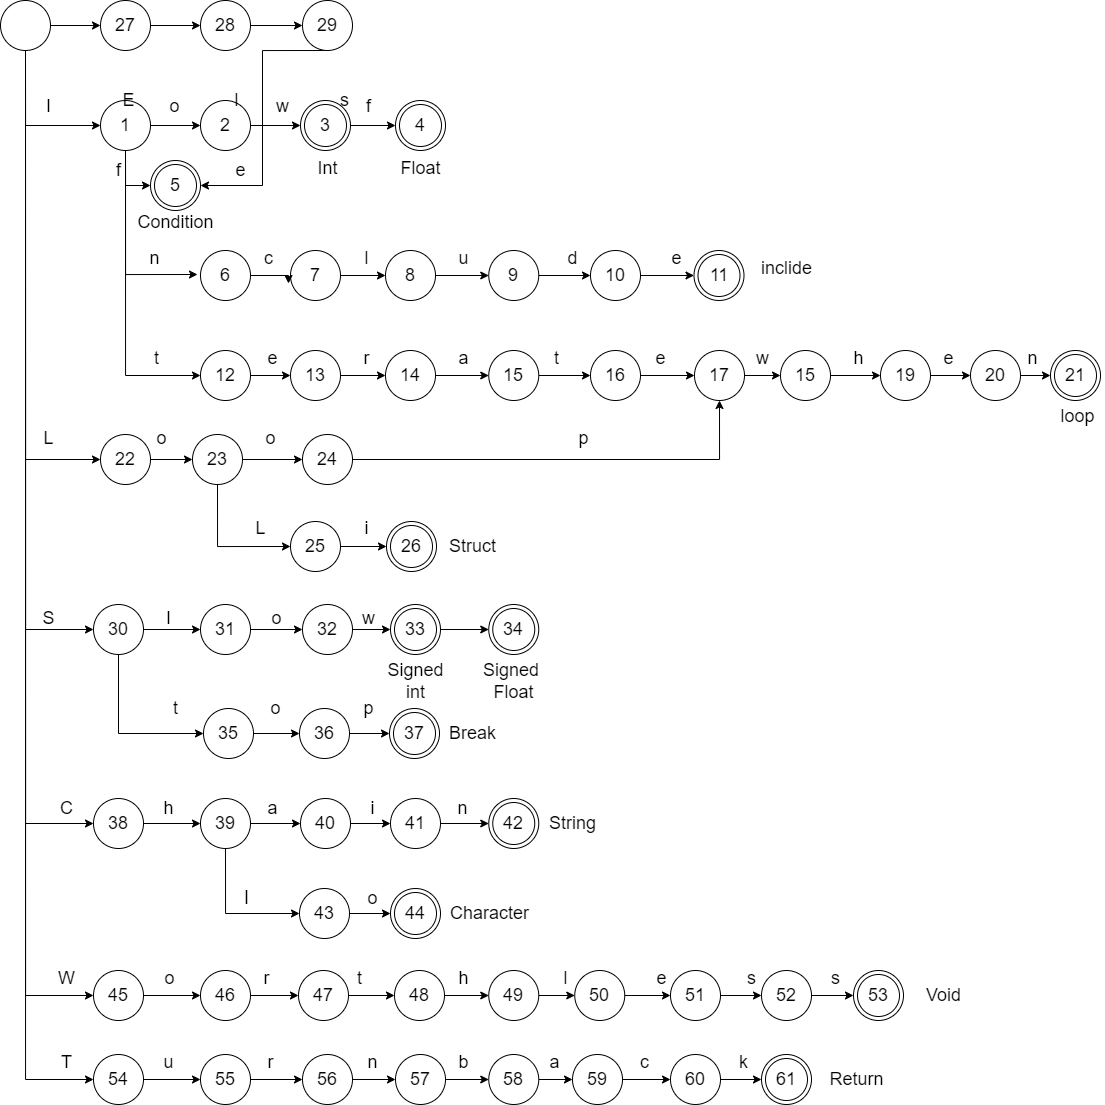 27 28 29
I E o l w s f
1 2 3 4
Int Float
f e
5
Condition
n c l u d e
6 7 8 9 10 11 inclide
t e r a t e w h e n
12 13 14 15 16 17 15 19 20 21
loop
L o o p
22 23 24
L i
25 26 Struct
S l o w
30 31 32 33 34
Signed int
Signed Float
t o p
35 36 37 Break
C h a i n
38 39 40 41 42 String
l o
43 44 Character
W o r t h l e s s
45 46 47 48 49 50 51 52 53 Void
T u r n b a c k
54 55 56 57 58 59 60 61 Return